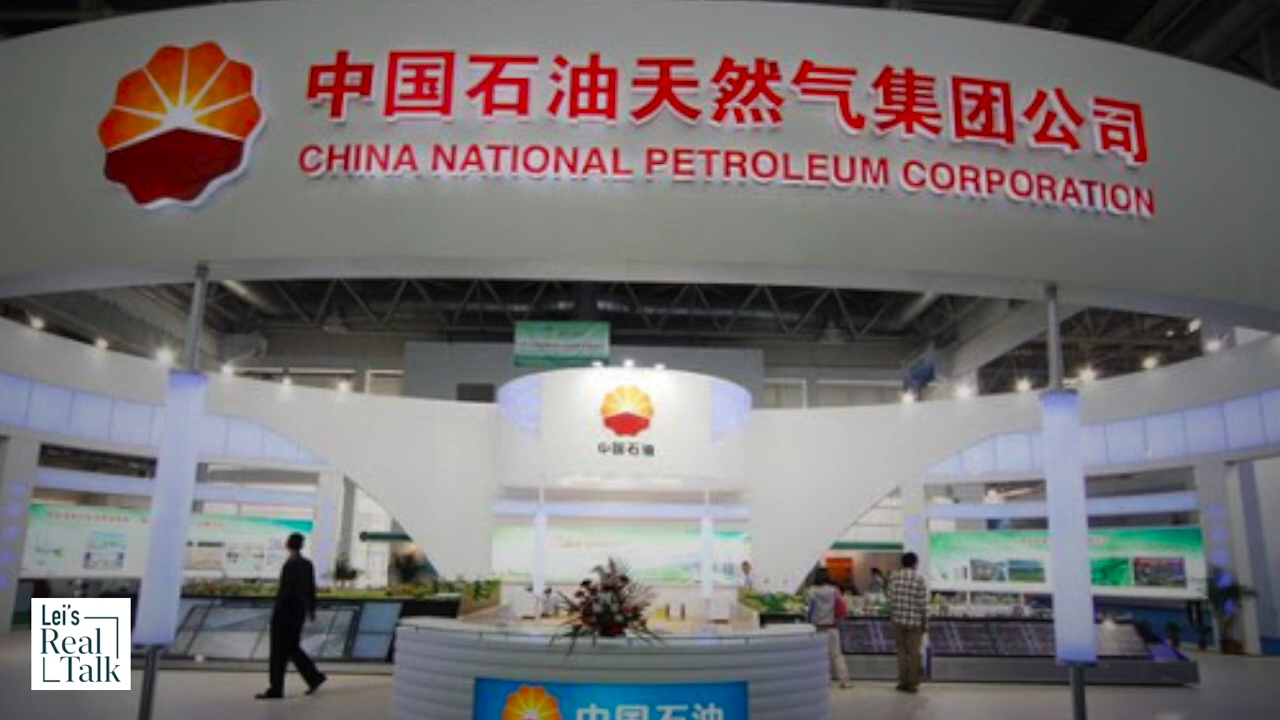 中国石油天然气集团公司
CHINA NATIONAL PETROLEUM CORPORATION
中国石油
Lei's
Real
Talk
中国石油